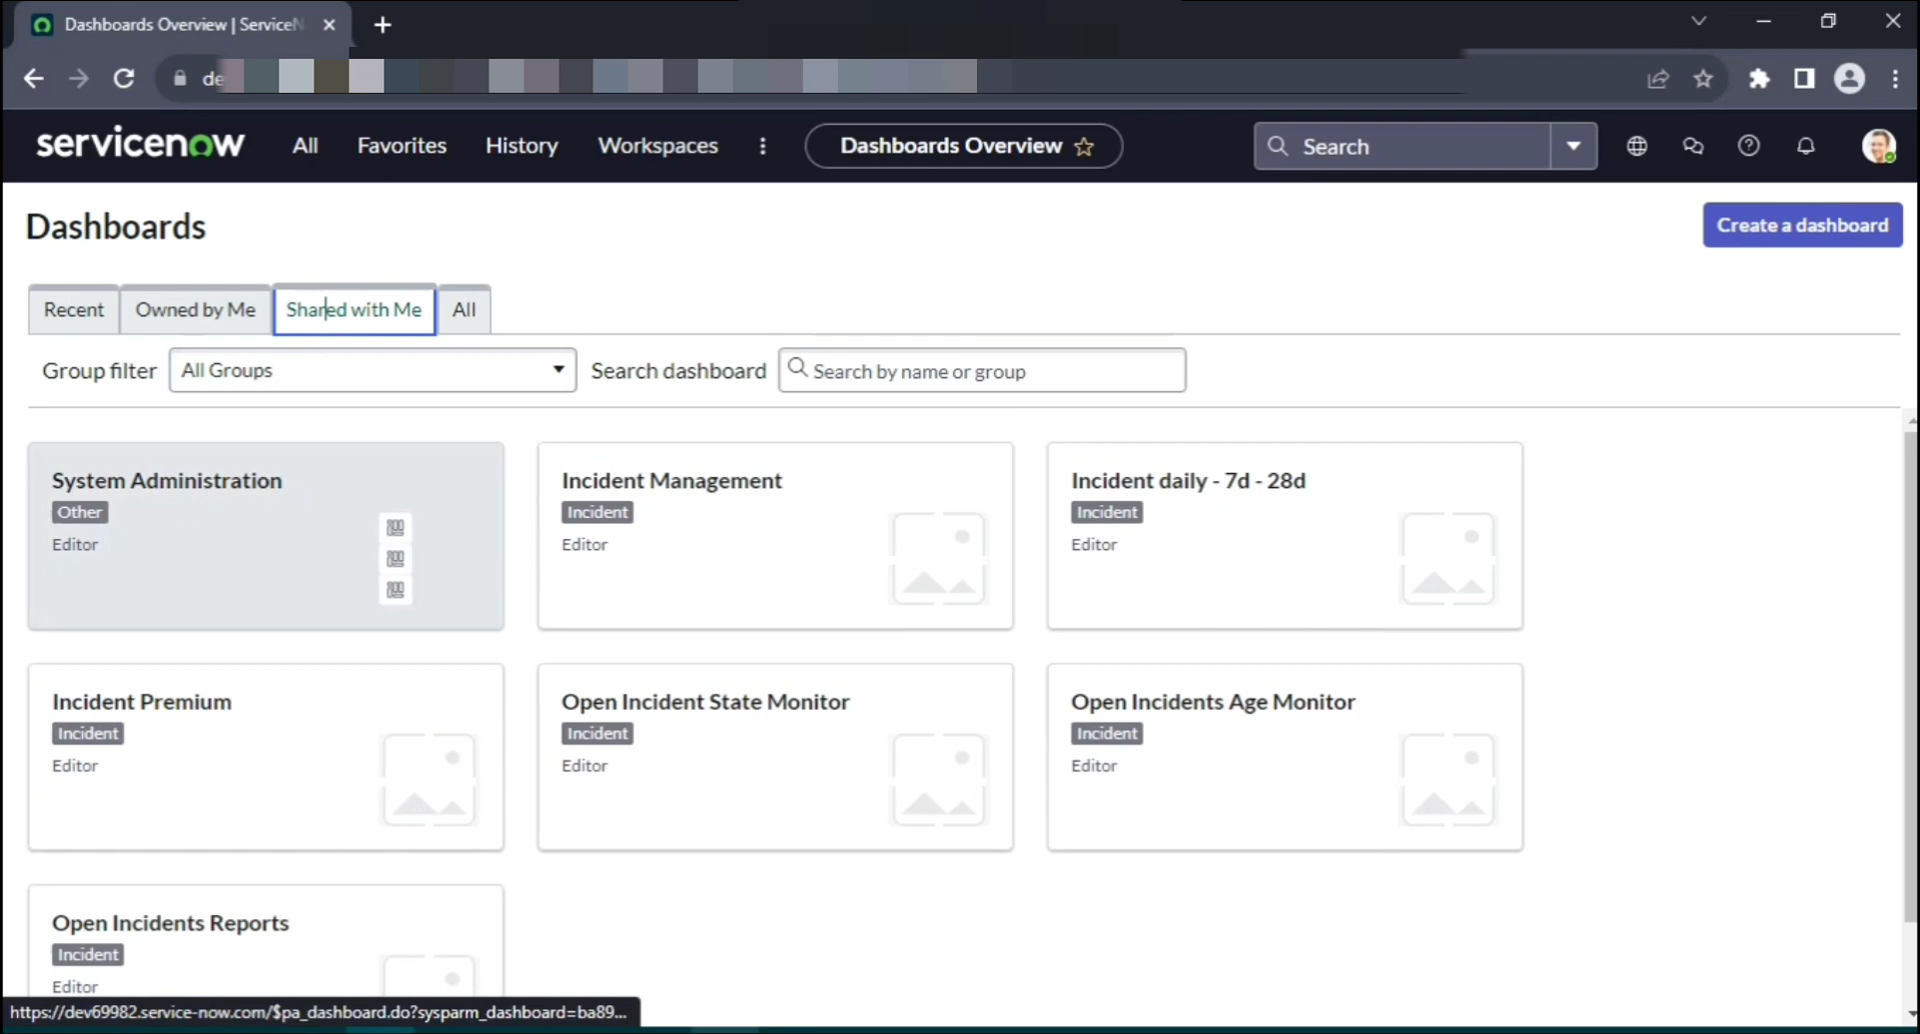 Dashboards Overview | ServiceN
de
servicenow All Favorites History Workspaces Dashboards Overview Search
Dashboards
Create a dashboard
Recent Owned by Me Shared with Me All
Group filter All Groups Search dashboard Search by name or group
System Administration
Other
Editor
Incident Management
Incident
Editor
Incident daily - 7d - 28d
Incident
Editor
Incident Premium
Incident
Editor
Open Incident State Monitor
Incident
Editor
Open Incidents Age Monitor
Incident
Editor
Open Incidents Reports
Incident
Editor
https://dev69982.service-now.com/$pa_dashboard.do?sysparm_dashboard=ba89...